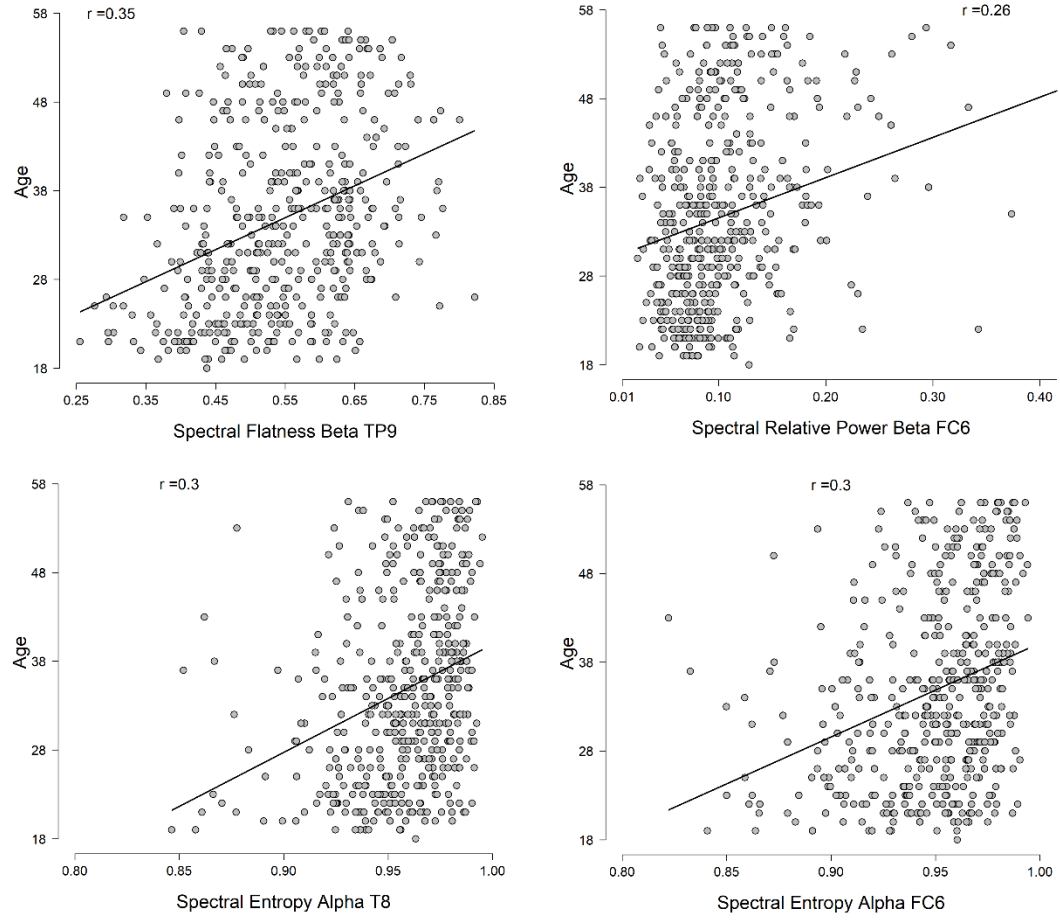 r =0.35
58
48
38
28
18
Age
0.25 0.35 0.45 0.55 0.65 0.75 0.85
Spectral Flatness Beta TP9
r =0.26
58
48
38
28
18
Age
0.01 0.10 0.20 0.30 0.40
Spectral Relative Power Beta FC6
r =0.3
58
48
38
28
18
Age
0.80 0.85 0.90 0.95 1.00
Spectral Entropy Alpha T8
r =0.3
58
48
38
28
18
Age
0.80 0.85 0.90 0.95 1.00
Spectral Entropy Alpha FC6